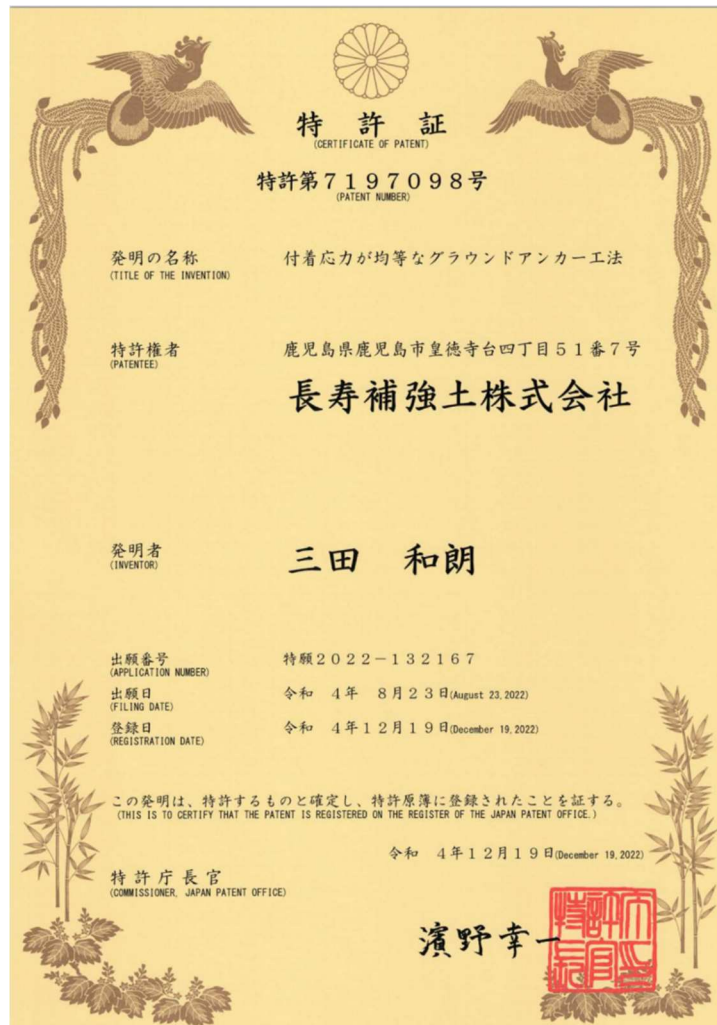 特許証
(CERTIFICATE OF PATENT)
特許第7197098号
(PATENT NUMBER)
発明の名称 付着応力が均等なグラウンドアンカー工法
(TITLE OF THE INVENTION)
特許権者 鹿児島県鹿児島市皇徳寺台四丁目51番7号
(PATENTEE)
長寿補強土株式会社
発明者 三田 和朗
(INVENTOR)
出願番号 特願2022-132167
(APPLICATION NUMBER)
出願日 令和 4年 8月23日(August 23,2022)
(FILING DATE)
登録日 令和 4年12月19日(December 19,2022)
(REGISTRATION DATE)
この発明は、特許するものと確定し、特許原簿に登録されたことを証する。
(THIS IS TO CERTIFY THAT THE PATENT IS REGISTERED ON THE REGISTER OF THE JAPAN PATENT OFFICE.)
令和 4年12月19日(December 19,2022)
特許庁長官
(COMMISSIONER, JAPAN PATENT OFFICE)
濱野幸一